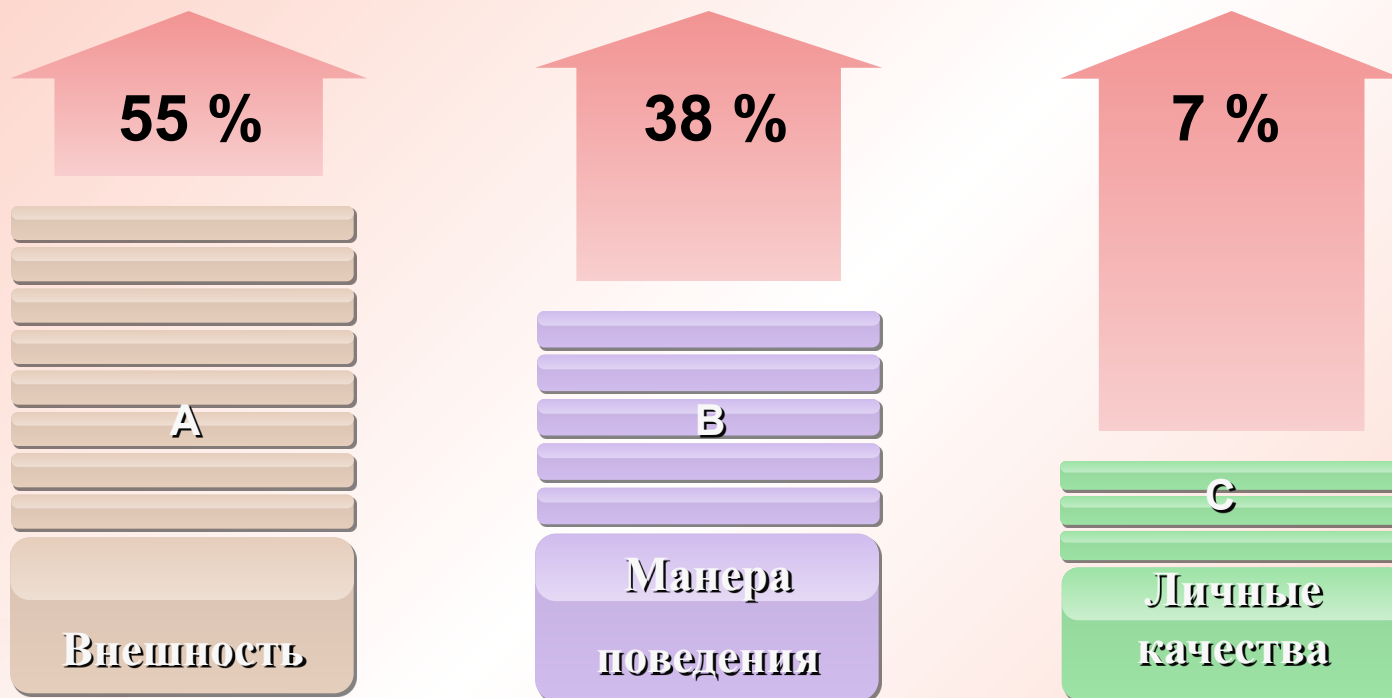 55 %
38 %
7 %
A
B
C
Внешность
Манера
поведения
Личные
качества